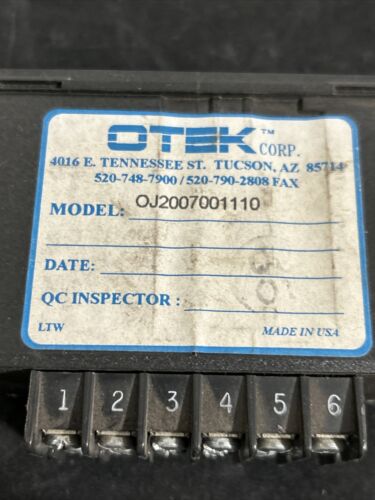 OTEK™ CORP.
4016 E. TENNESSEE ST. TUCSON, AZ 85714
520-748-7900 / 520-790-2808 FAX
MODEL: OJ2007001110
DATE:
QC INSPECTOR :
LTW MADE IN USA
1 2 3 4 5 6